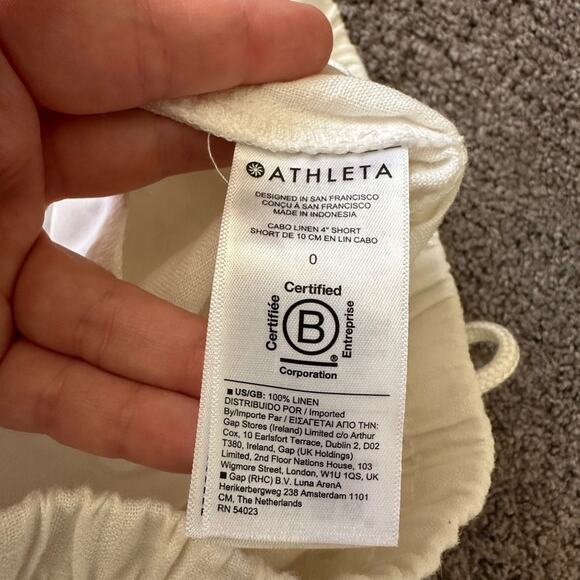 ATHLETA
DESIGNED IN SAN FRANCISCO
CONÇU À SAN FRANCISCO
MADE IN INDONESIA
CABO LINEN 4" SHORT
SHORT DE 10 CM EN LIN CABO
0
Certified
Certifiée
B
®
Entreprise
Corporation
■ US/GB: 100% LINEN
DISTRIBUIDO POR / Imported
By/Importe Par / ΕΙΣΑΓΕΤΑΙ ΑΠΟ ΤΗΝ:
Gap Stores (Ireland) Limited c/o Arthur
Cox, 10 Earlsfort Terrace, Dublin 2, D02
T380, Ireland, Gap (UK Holdings)
Limited, 2nd Floor Nations House, 103
Wigmore Street, London, W1U 1QS, UK
■ Gap (RHC) B.V. Luna ArenA
Herikerbergweg 238 Amsterdam 1101
CM, The Netherlands
RN 54023